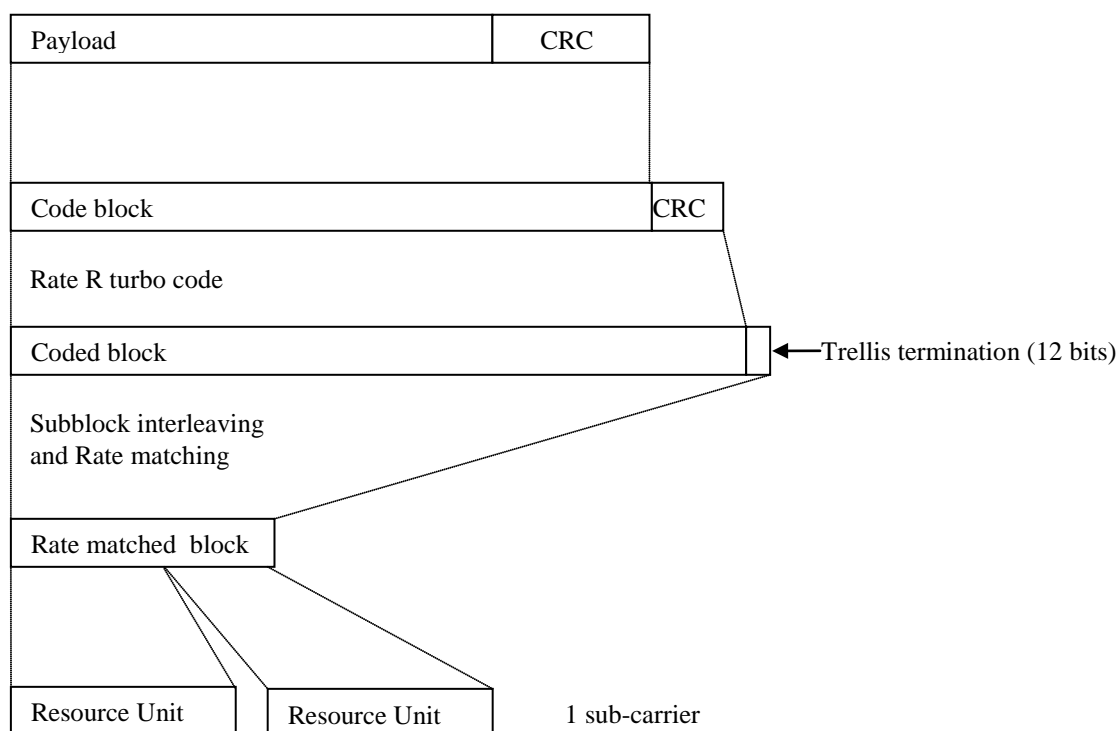 Payload
CRC
Code block
CRC
Rate R turbo code
Coded block
Trellis termination (12 bits)
Subblock interleaving
and Rate matching
Rate matched block
Resource Unit
Resource Unit
1 sub-carrier